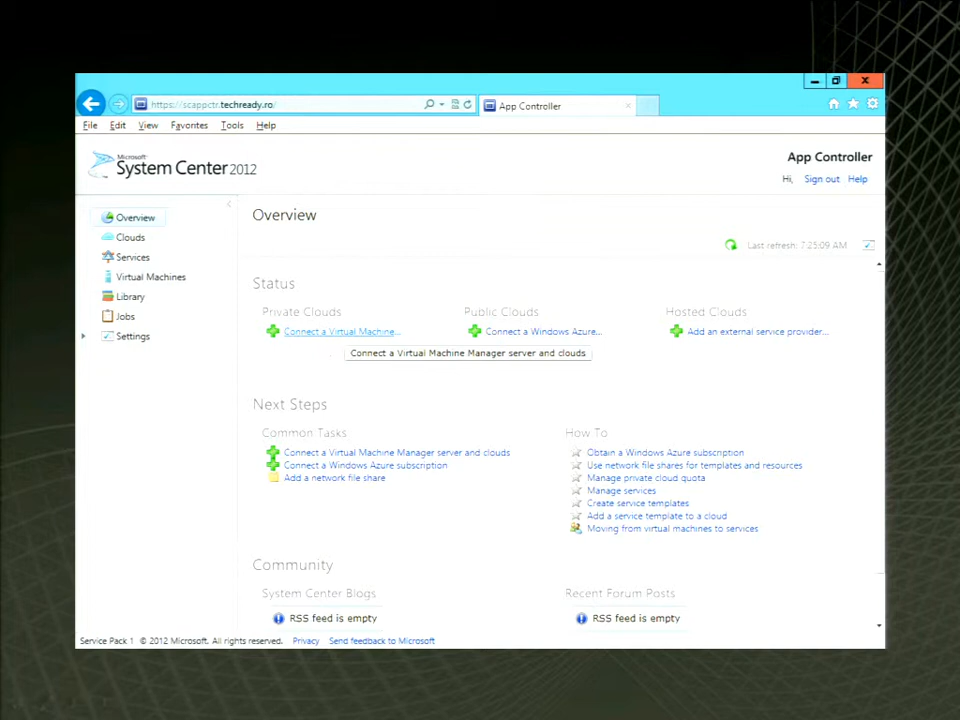 https://scappctr.techready.ro/
App Controller
File Edit View Favorites Tools Help
Microsoft
System Center 2012
App Controller
Hi, Sign out Help
Overview
Clouds
Services
Virtual Machines
Library
Jobs
Settings
Overview
Last refresh: 7:25:09 AM
Status
Private Clouds
Connect a Virtual Machine...
Public Clouds
Connect a Windows Azure...
Hosted Clouds
Add an external service provider...
Connect a Virtual Machine Manager server and clouds
Next Steps
Common Tasks
Connect a Virtual Machine Manager server and clouds
Connect a Windows Azure subscription
Add a network file share
How To
Obtain a Windows Azure subscription
Use network file shares for templates and resources
Manage private cloud quota
Manage services
Create service templates
Add a service template to a cloud
Moving from virtual machines to services
Community
System Center Blogs
RSS feed is empty
Recent Forum Posts
RSS feed is empty
Service Pack 1 © 2012 Microsoft. All rights reserved. Privacy Send feedback to Microsoft